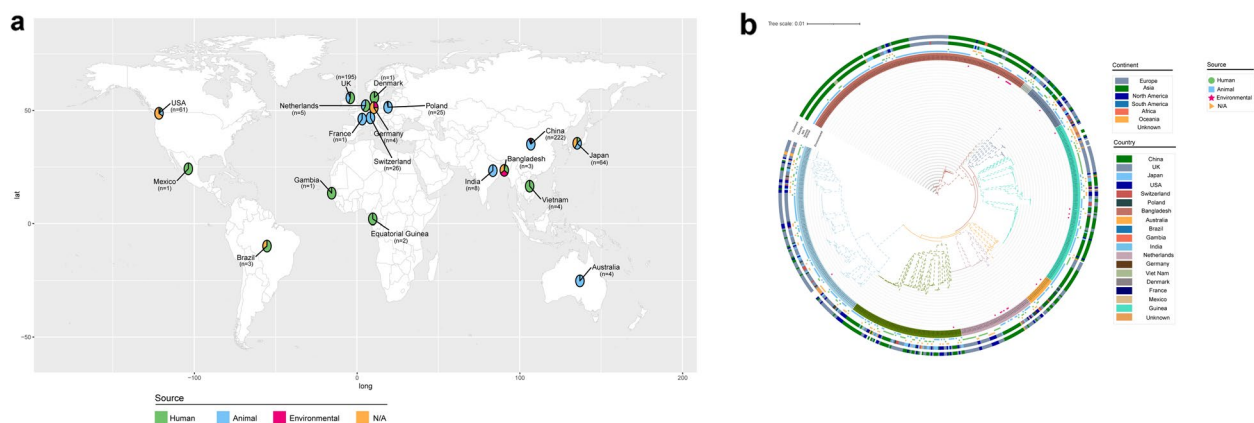 a
lat
50
0
−50
−100
0
100
200
long
(n=195)
UK
(n=1)
Denmark
USA
(n=61)
Netherlands
(n=5)
Poland
(n=25)
France
(n=1)
Germany
(n=4)
Switzerland
(n=26)
China
(n=222)
Japan
(n=64)
Bangladesh
(n=3)
India
(n=8)
Mexico
(n=1)
Gambia
(n=1)
Vietnam
(n=4)
Equatorial Guinea
(n=2)
Brazil
(n=3)
Australia
(n=4)
Source
Human
Animal
Environmental
N/A
b
Tree scale: 0.01
Continent
Europe
Asia
North America
South America
Africa
Oceania
Unknown
Source
Human
Animal
Environmental
N/A
Country
China
UK
Japan
USA
Switzerland
Poland
Bangladesh
Australia
Brazil
Gambia
India
Netherlands
Germany
Viet Nam
Denmark
France
Mexico
Guinea
Unknown